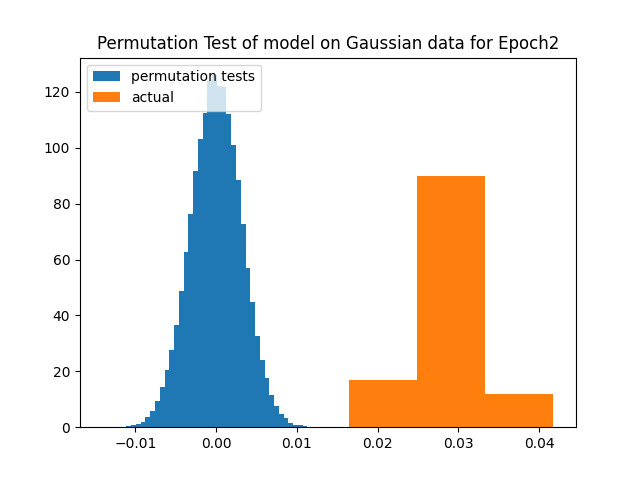 Permutation Test of model on Gaussian data for Epoch2
permutation tests
actual
120
100
80
60
40
20
0
−0.01 0.00 0.01 0.02 0.03 0.04